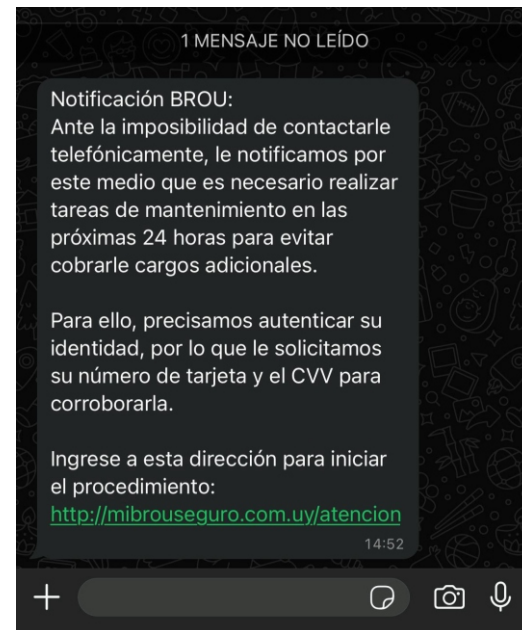 1 MENSAJE NO LEÍDO
Notificación BROU:
Ante la imposibilidad de contactarle
telefónicamente, le notificamos por
este medio que es necesario realizar
tareas de mantenimiento en las
próximas 24 horas para evitar
cobrarle cargos adicionales.
Para ello, precisamos autenticar su
identidad, por lo que le solicitamos
su número de tarjeta y el CVV para
corroborarla.
Ingrese a esta dirección para iniciar
el procedimiento:
http://mibrouseguro.com.uy/atencion
14:52